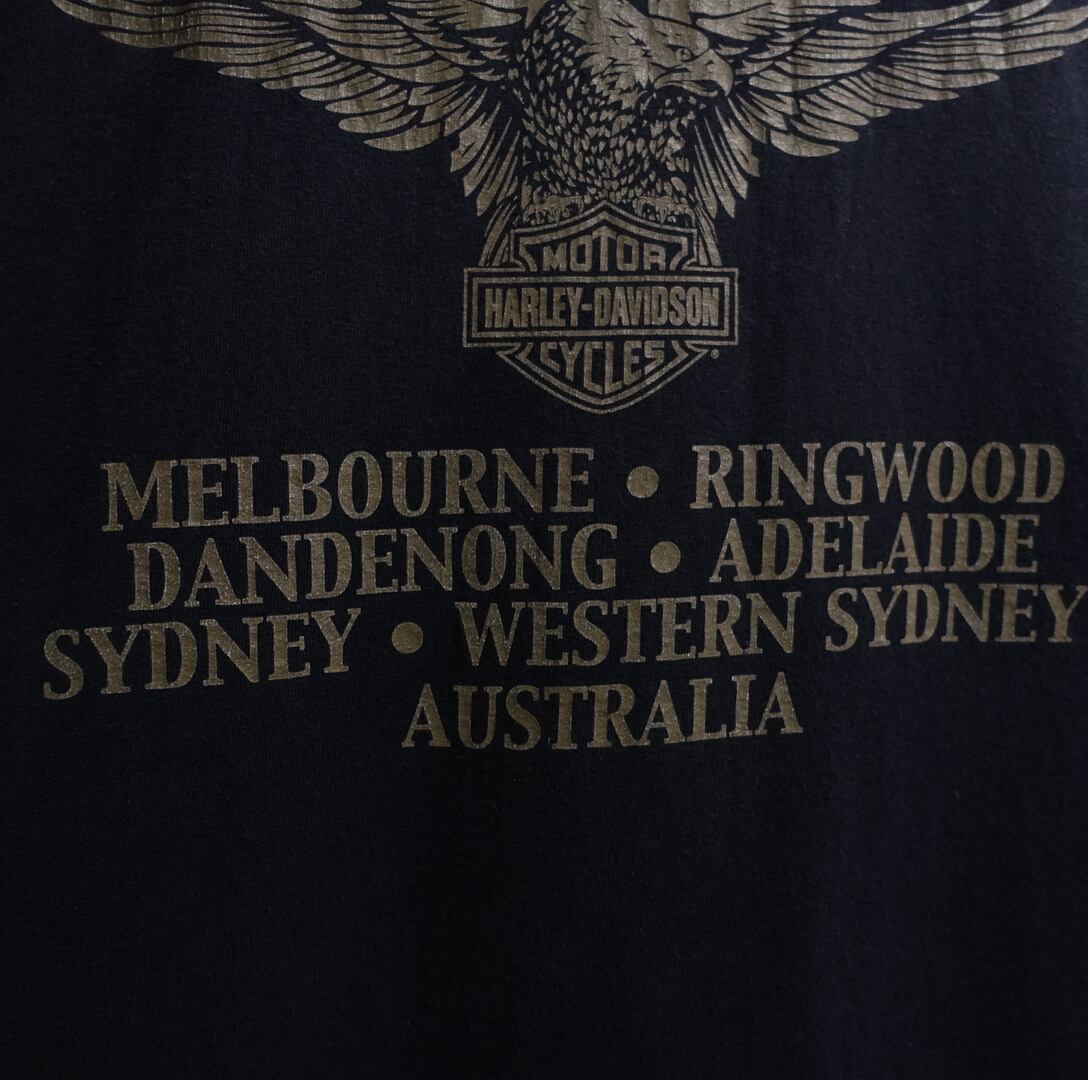 MOTOR
HARLEY-DAVIDSON
CYCLES ®
MELBOURNE • RINGWOOD
DANDENONG • ADELAIDE
SYDNEY • WESTERN SYDNEY
AUSTRALIA